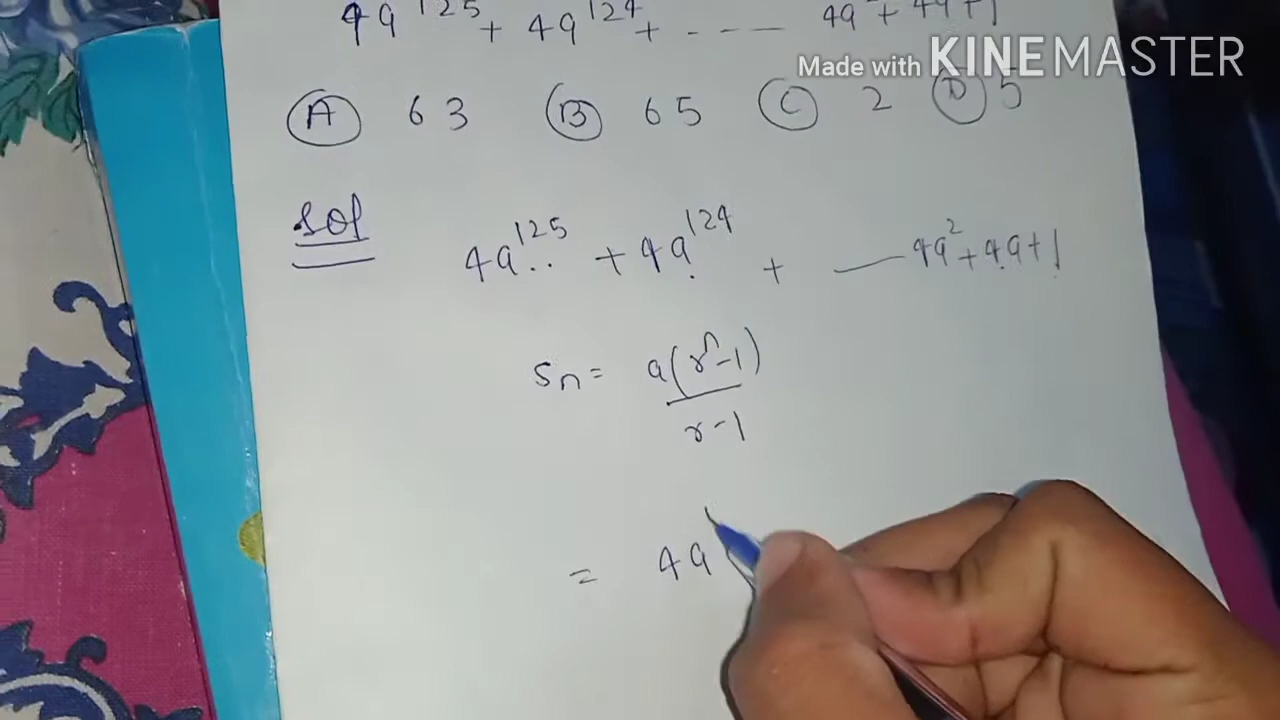 49^125 + 49^124 + - - — 49^2 + 49 + 1
Made with KINEMASTER
(A) 63 (B) 65 (C) 2 (D) 5
Sol 49^125.. + 49^124 + — 49^2 + 49 + 1
Sn = a(r^n - 1) / r - 1
= 49